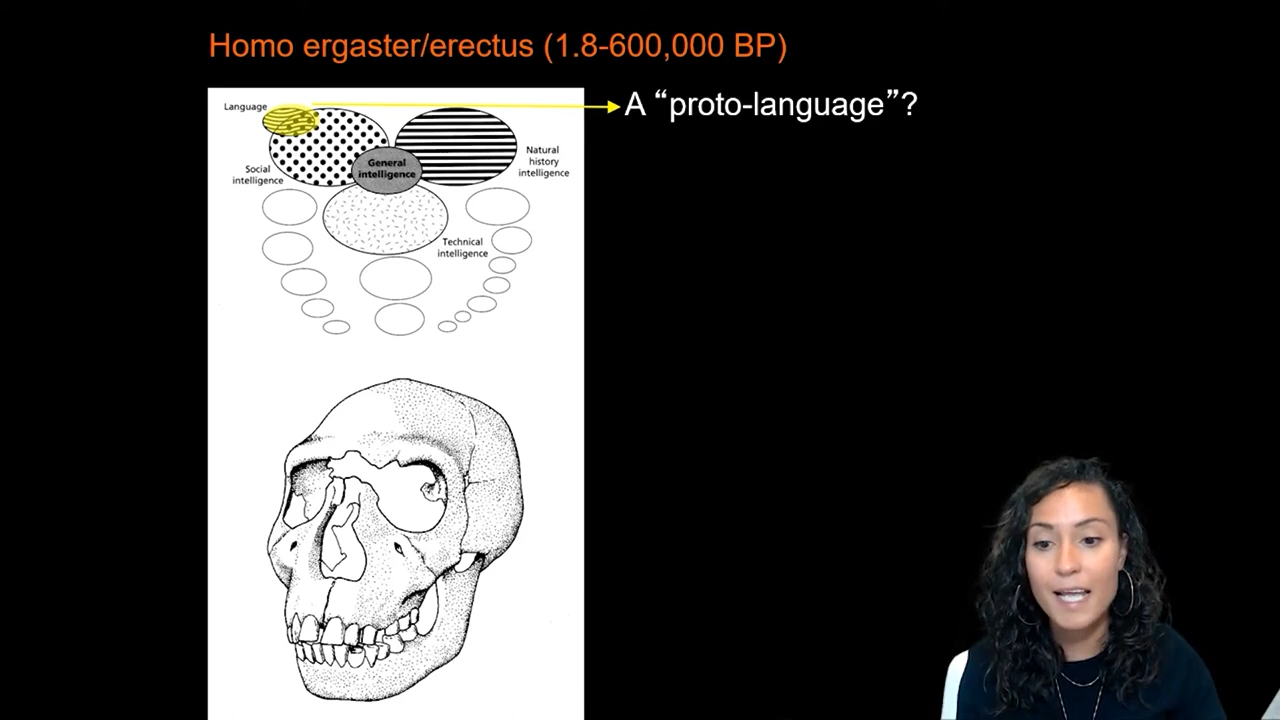 Homo ergaster/erectus (1.8-600,000 BP)
Language
A “proto-language”?
General
intelligence
Natural
history
intelligence
Social
intelligence
Technical
intelligence